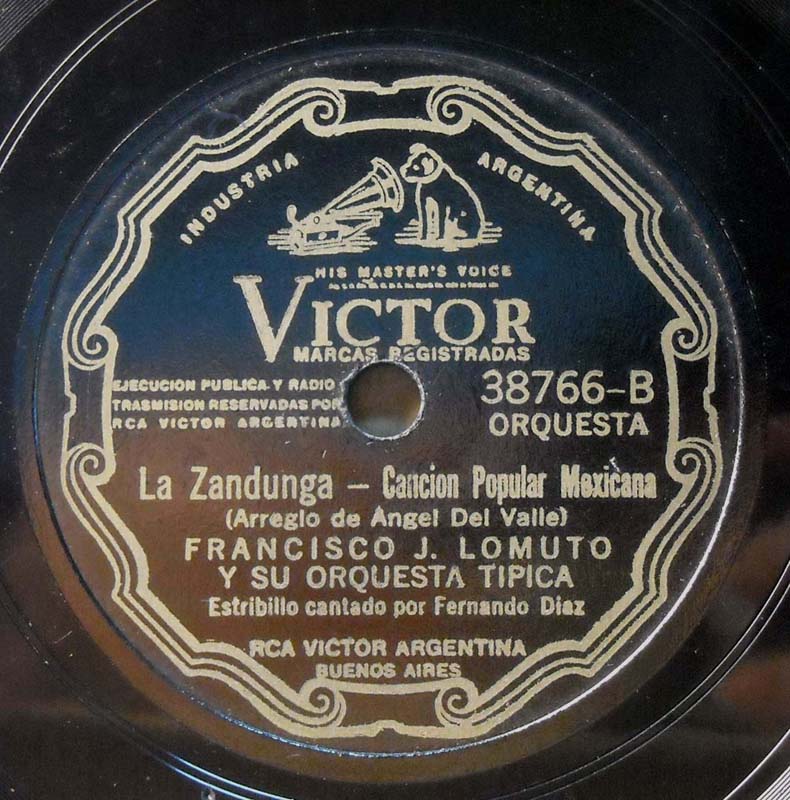 INDUSTRIA ARGENTINA
HIS MASTER'S VOICE
VICTOR
MARCAS REGISTRADAS
EJECUCION PUBLICA Y RADIO
TRASMISION RESERVADAS POR
RCA VICTOR ARGENTINA
38766-B
ORQUESTA
La Zandunga – Cancion Popular Mexicana
(Arreglo de Angel Del Valle)
FRANCISCO J. LOMUTO
Y SU ORQUESTA TIPICA
Estribillo cantado por Fernando Diaz
RCA VICTOR ARGENTINA
BUENOS AIRES